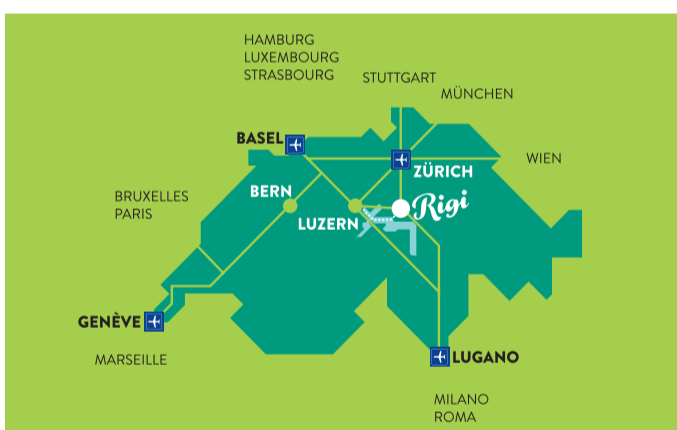 HAMBURG
LUXEMBOURG
STRASBOURG
STUTTGART
MÜNCHEN
BASEL
ZÜRICH
WIEN
BRUXELLES
PARIS
BERN
LUZERN
Rigi
GENÈVE
MARSEILLE
LUGANO
MILANO
ROMA